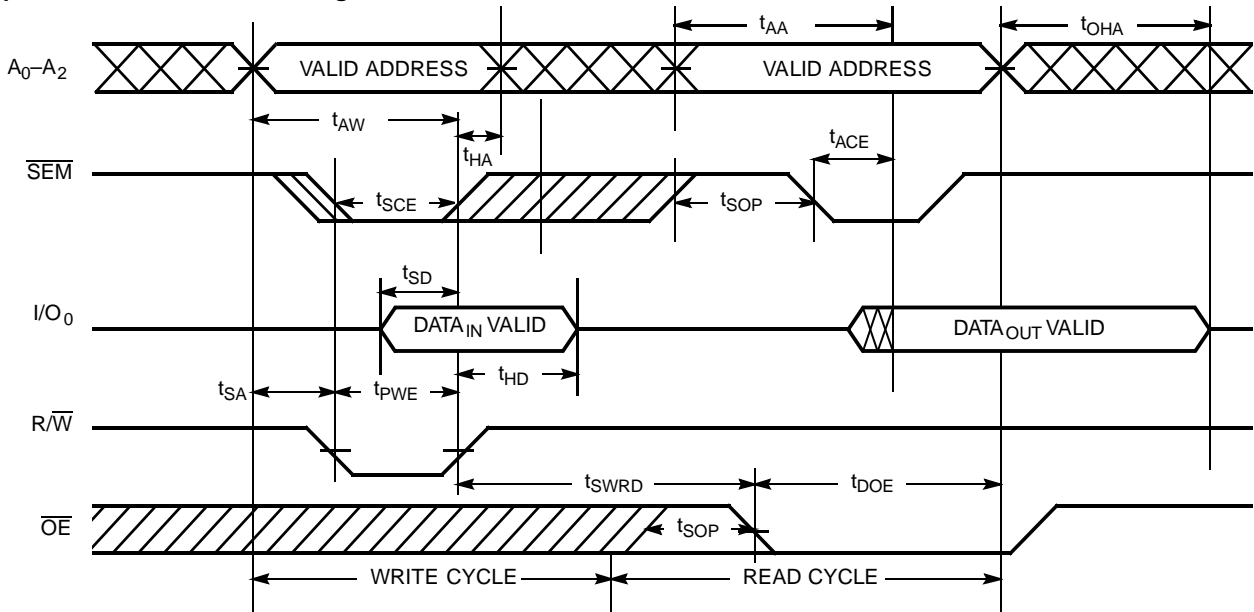 tAA
tOHA
A0–A2
VALID ADDRESS
VALID ADDRESS
tAW
tHA
tACE
SEM
tSCE
tSOP
tSD
I/O0
DATAIN VALID
DATAOUT VALID
tSA
tPWE
tHD
R/W
tSWRD
tDOE
OE
tSOP
WRITE CYCLE
READ CYCLE